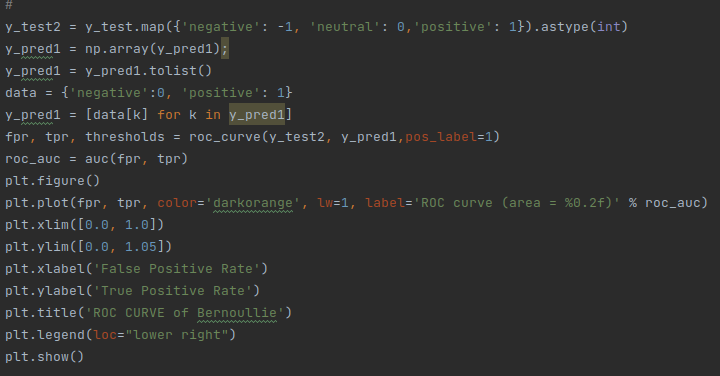 #
y_test2 = y_test.map({'negative': -1, 'neutral': 0,'positive': 1}).astype(int)
y_pred1 = np.array(y_pred1);
y_pred1 = y_pred1.tolist()
data = {'negative':0, 'positive': 1}
y_pred1 = [data[k] for k in y_pred1]
fpr, tpr, thresholds = roc_curve(y_test2, y_pred1,pos_label=1)
roc_auc = auc(fpr, tpr)
plt.figure()
plt.plot(fpr, tpr, color='darkorange', lw=1, label='ROC curve (area = %0.2f)' % roc_auc)
plt.xlim([0.0, 1.0])
plt.ylim([0.0, 1.05])
plt.xlabel('False Positive Rate')
plt.ylabel('True Positive Rate')
plt.title('ROC CURVE of Bernoullie')
plt.legend(loc="lower right")
plt.show()